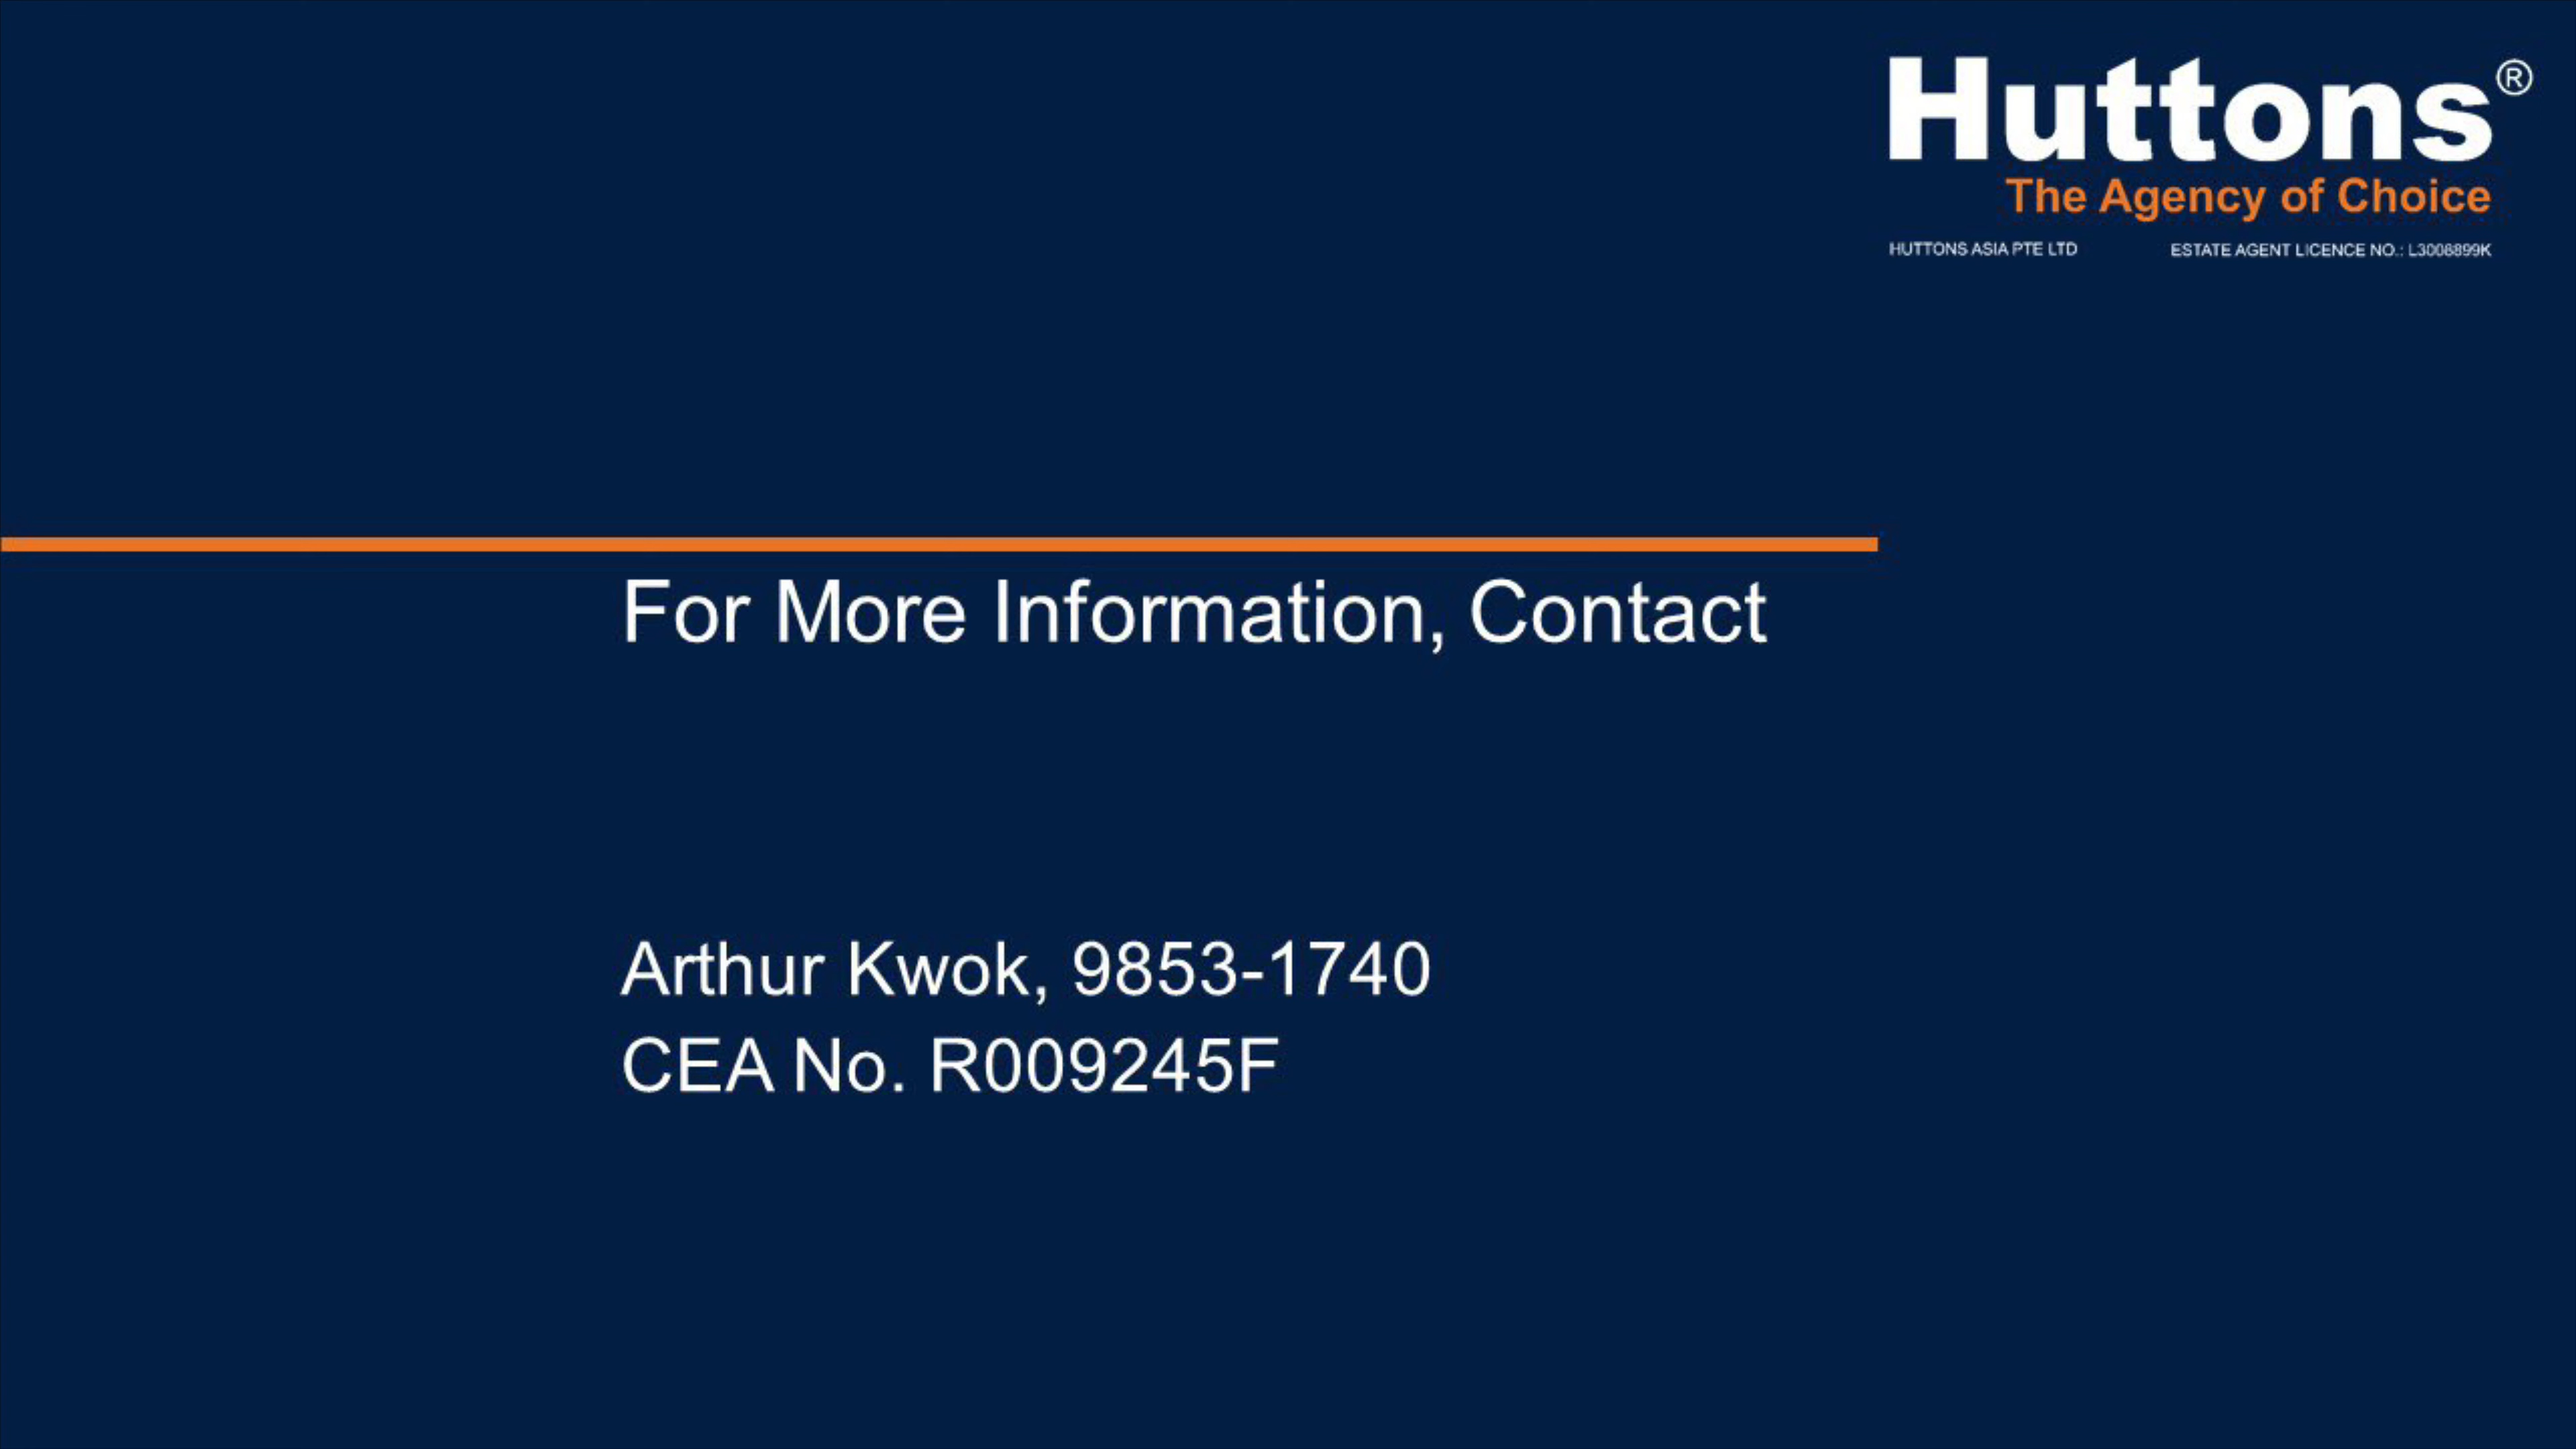 Huttons®
The Agency of Choice
HUTTONS ASIA PTE LTD ESTATE AGENT LICENCE NO.: L3008899K
For More Information, Contact
Arthur Kwok, 9853-1740
CEA No. R009245F